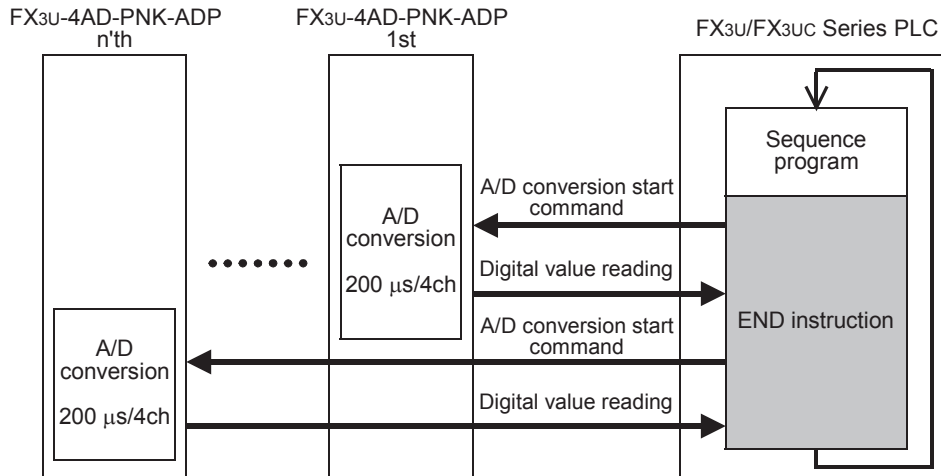 FX3U-4AD-PNK-ADP
n'th
FX3U-4AD-PNK-ADP
1st
FX3U/FX3UC Series PLC
Sequence
program
A/D conversion start
command
A/D
conversion
200 μs/4ch
Digital value reading
END instruction
A/D conversion start
command
A/D
conversion
200 μs/4ch
Digital value reading